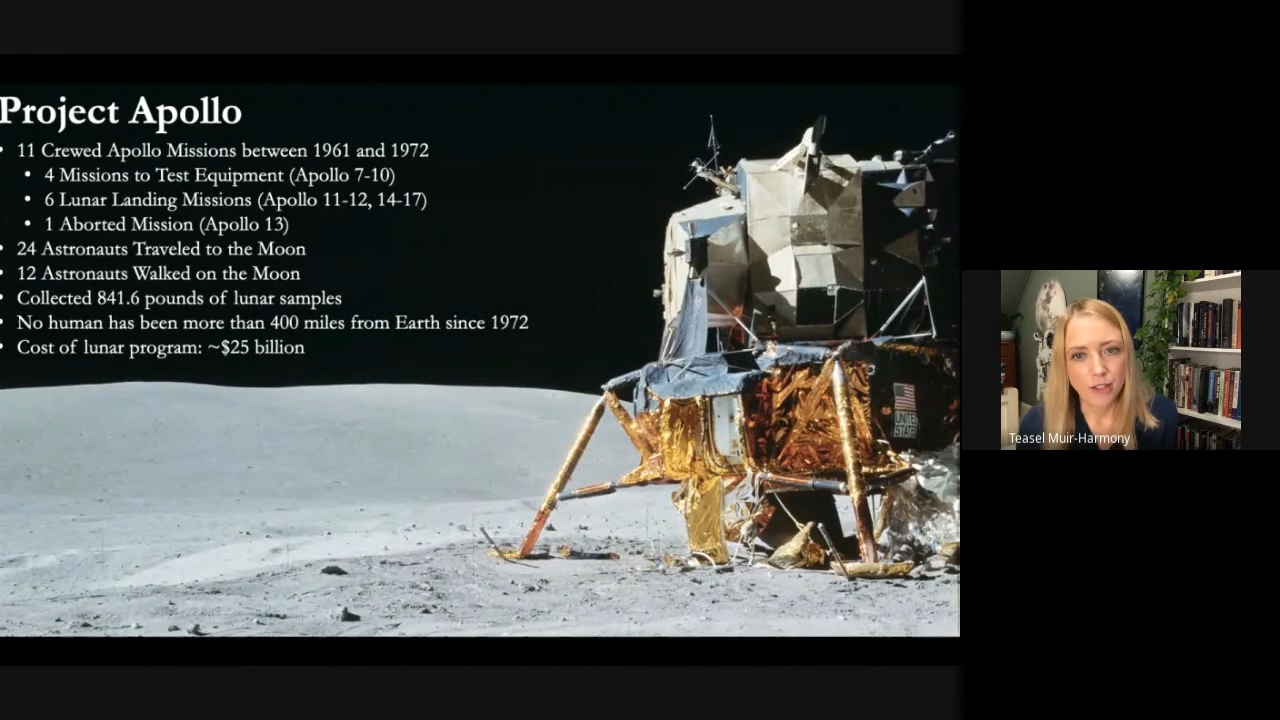 Project Apollo
• 11 Crewed Apollo Missions between 1961 and 1972
• 4 Missions to Test Equipment (Apollo 7-10)
• 6 Lunar Landing Missions (Apollo 11-12, 14-17)
• 1 Aborted Mission (Apollo 13)
• 24 Astronauts Traveled to the Moon
• 12 Astronauts Walked on the Moon
• Collected 841.6 pounds of lunar samples
• No human has been more than 400 miles from Earth since 1972
• Cost of lunar program: ~$25 billion
UNITED
STATES
Teasel Muir-Harmony